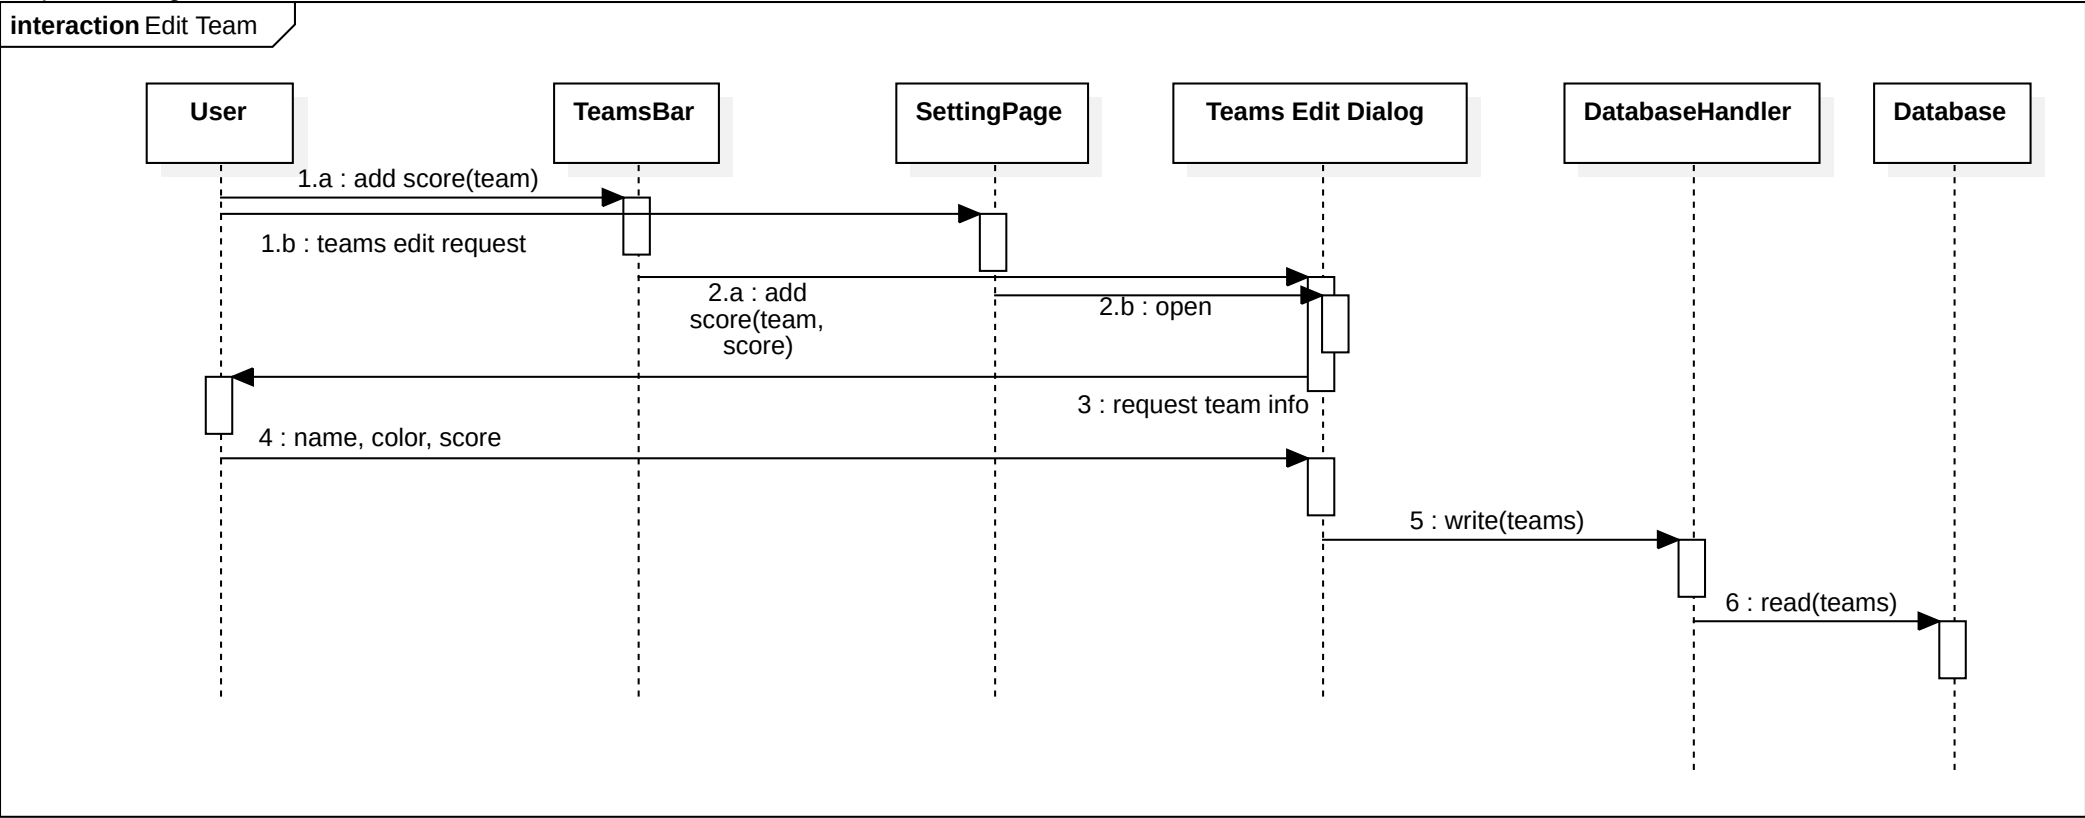 interaction Edit Team
User
TeamsBar
SettingPage
Teams Edit Dialog
DatabaseHandler
Database
1.a : add score(team)
1.b : teams edit request
2.a : add
score(team,
score)
2.b : open
3 : request team info
4 : name, color, score
5 : write(teams)
6 : read(teams)